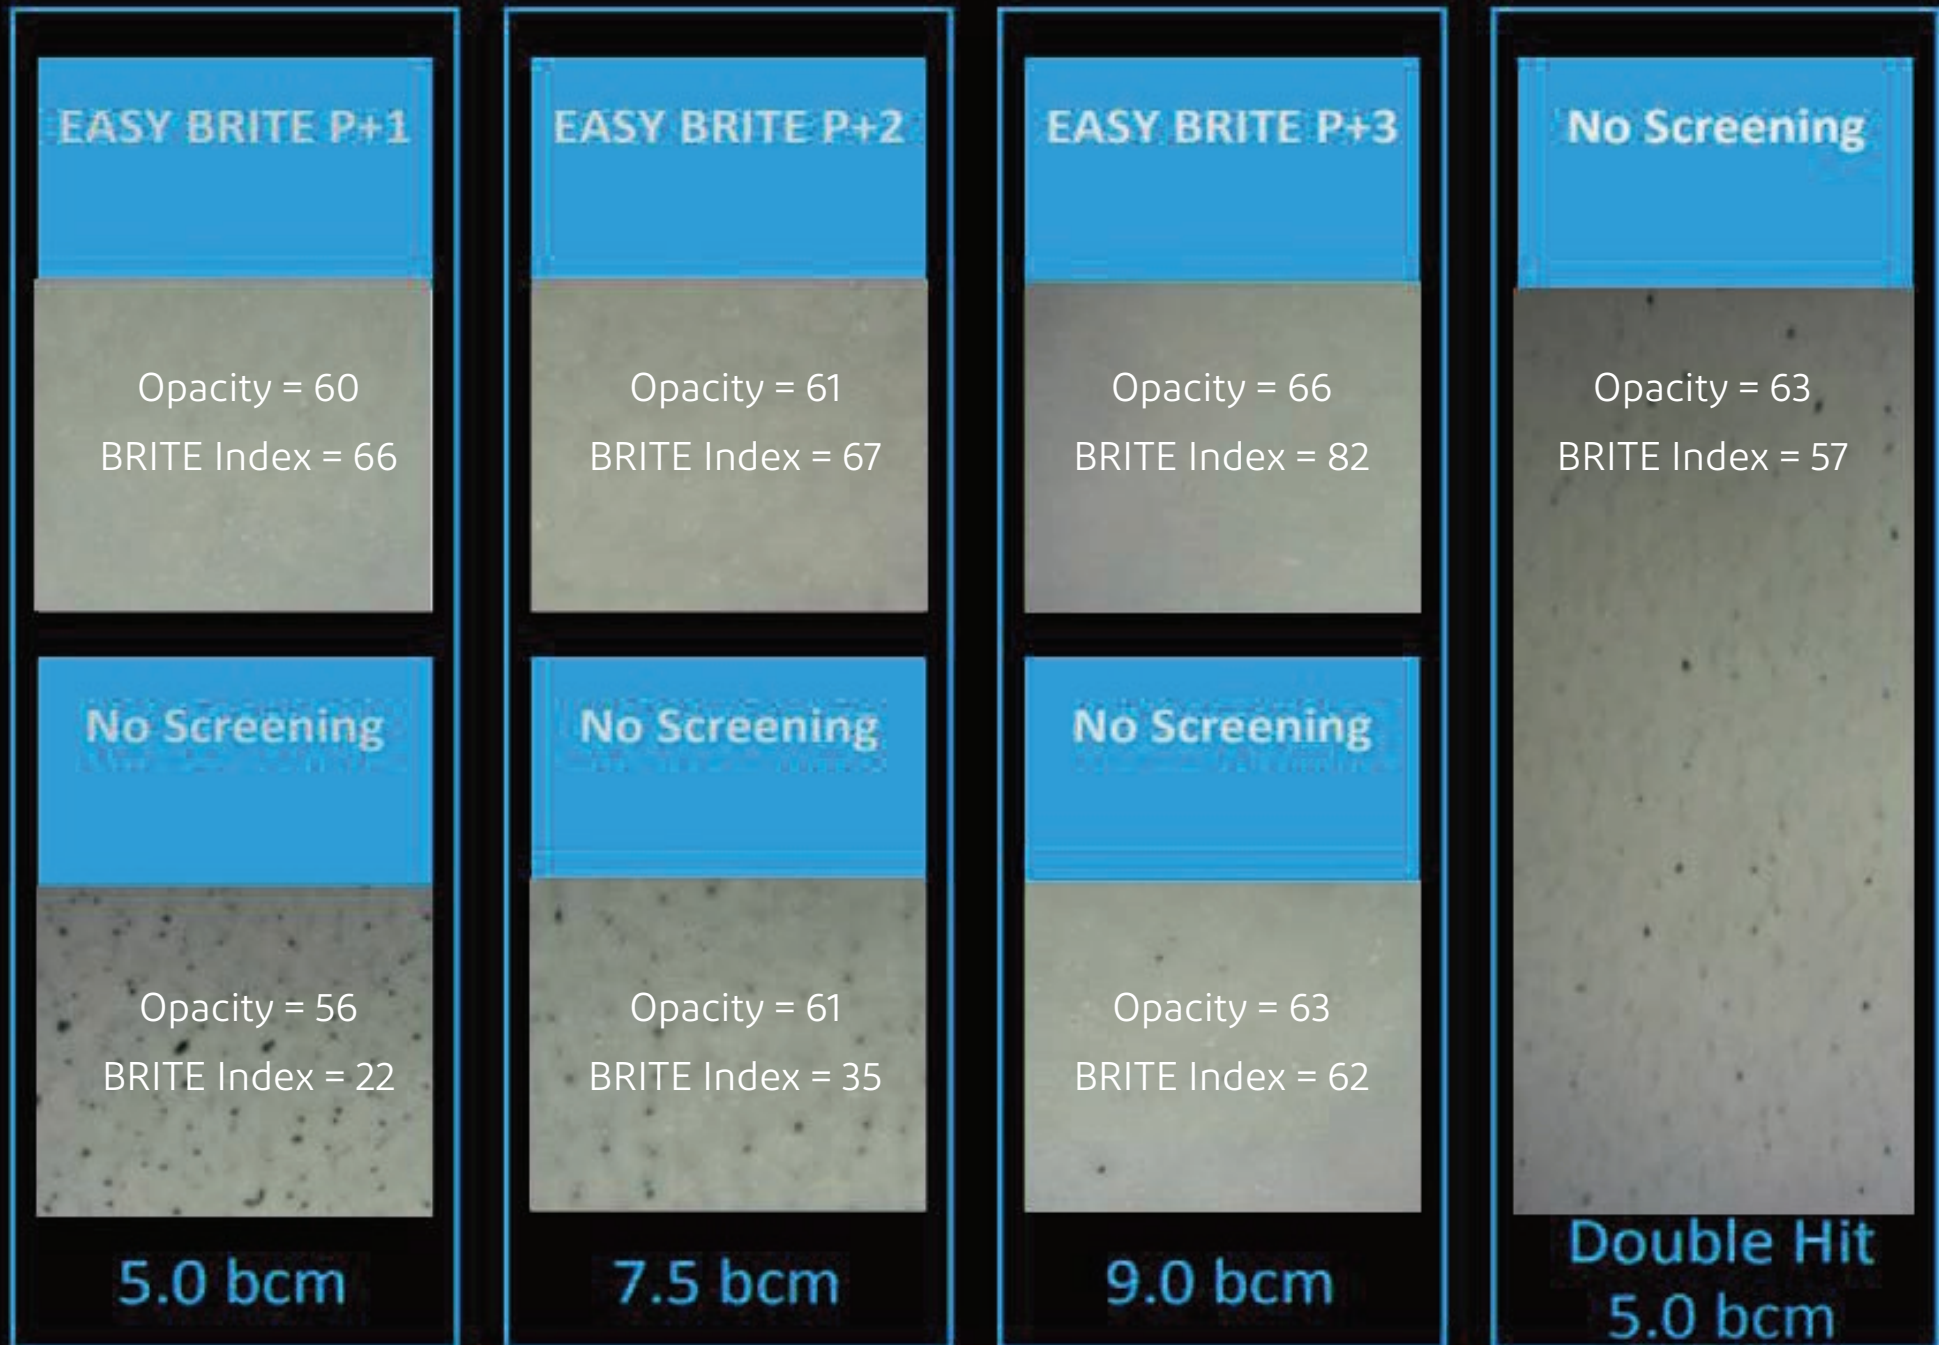 EASY BRITE P+1
Opacity = 60
BRITE Index = 66
No Screening
Opacity = 56
BRITE Index = 22
5.0 bcm
EASY BRITE P+2
Opacity = 61
BRITE Index = 67
No Screening
Opacity = 61
BRITE Index = 35
7.5 bcm
EASY BRITE P+3
Opacity = 66
BRITE Index = 82
No Screening
Opacity = 63
BRITE Index = 62
9.0 bcm
No Screening
Opacity = 63
BRITE Index = 57
Double Hit
5.0 bcm